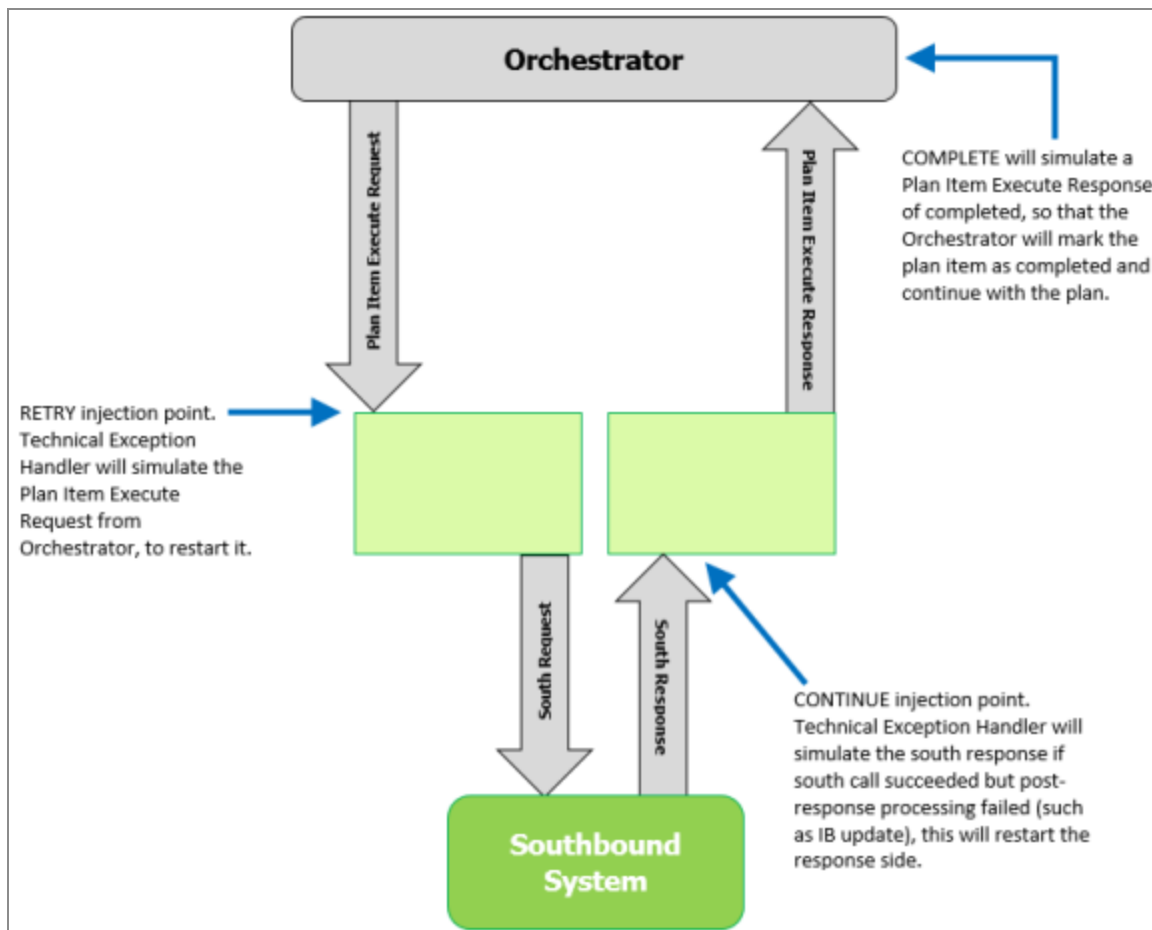 Orchestrator
Plan Item Execute Request
Plan Item Execute Response
COMPLETE will simulate a
Plan Item Execute Response
of completed, so that the
Orchestrator will mark the
plan item as completed and
continue with the plan.
RETRY injection point.
Technical Exception
Handler will simulate the
Plan Item Execute
Request from
Orchestrator, to restart it.
South Request
South Response
CONTINUE injection point.
Technical Exception Handler will
simulate the south response if
south call succeeded but post-
response processing failed (such
as IB update), this will restart the
response side.
Southbound
System